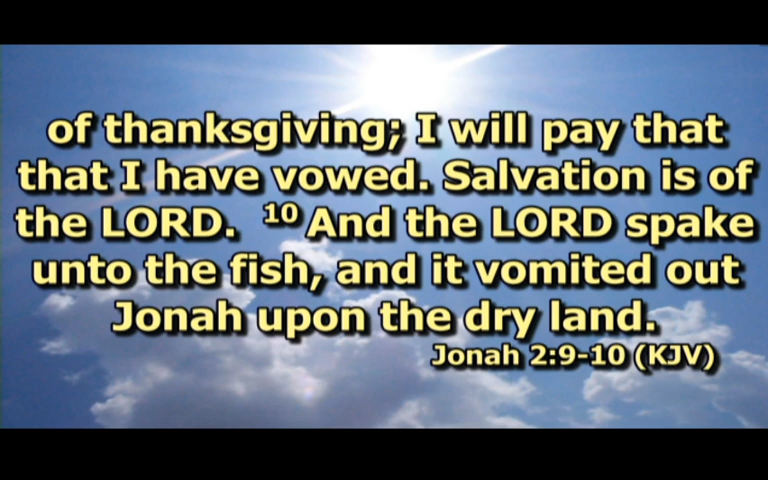 of thanksgiving; I will pay that
that I have vowed. Salvation is of
the LORD. 10 And the LORD spake
unto the fish, and it vomited out
Jonah upon the dry land.
Jonah 2:9-10 (KJV)